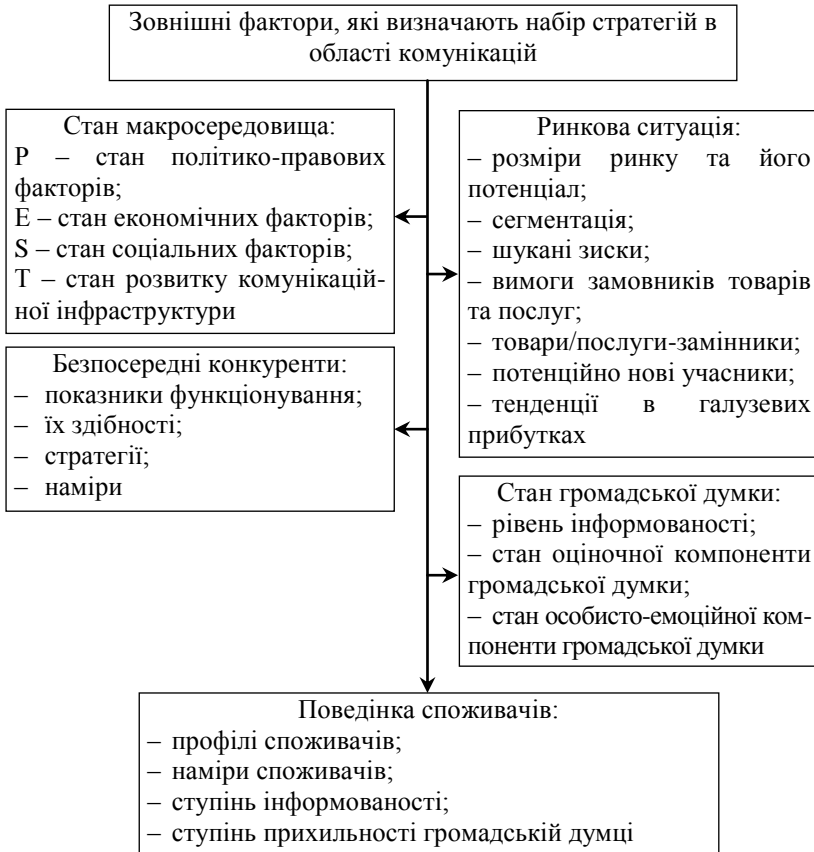 Зовнішні фактори, які визначають набір стратегій в
області комунікацій
Стан макросередовища:
P – стан політико-правових
факторів;
E – стан економічних факторів;
S – стан соціальних факторів;
T – стан розвитку комунікацій-
ної інфраструктури
Ринкова ситуація:
– розміри ринку та його
потенціал;
– сегментація;
– шукані зиски;
– вимоги замовників товарів
та послуг;
– товари/послуги-замінники;
– потенційно нові учасники;
– тенденції в галузевих
прибутках
Безпосередні конкуренти:
– показники функціонування;
– їх здібності;
– стратегії;
– наміри
Стан громадської думки:
– рівень інформованості;
– стан оціночної компоненти
громадської думки;
– стан особисто-емоційної ком-
поненти громадської думки
Поведінка споживачів:
– профілі споживачів;
– наміри споживачів;
– ступінь інформованості;
– ступінь прихильності громадській думці